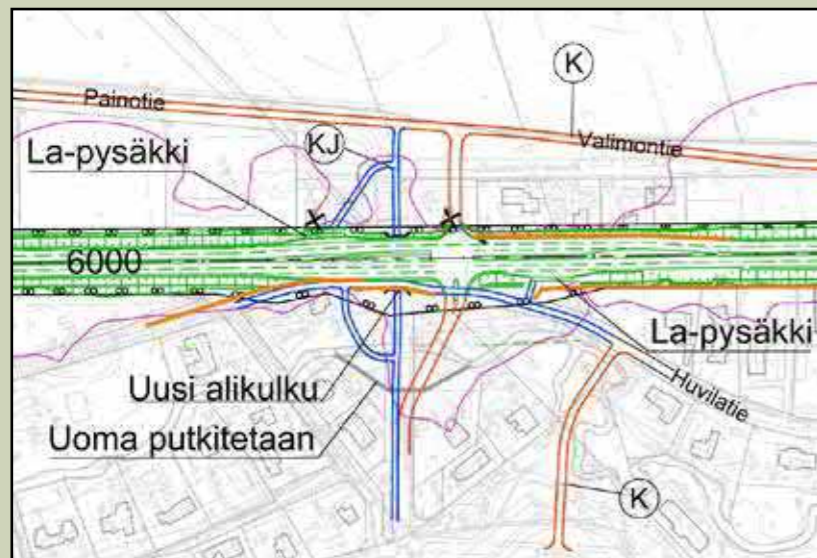 K
Painotie
KJ
Valimontie
La-pysäkki
6000
La-pysäkki
Uusi alikulku
Huvilatie
Uoma putkitetaan
K